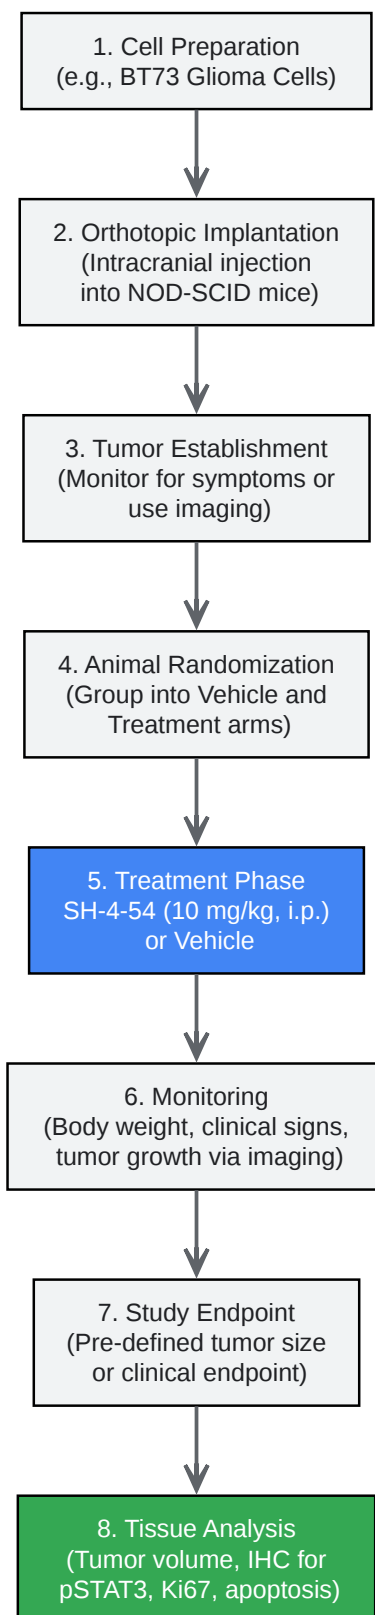 1. Cell Preparation
(e.g., BT73 Glioma Cells)
2. Orthotopic Implantation
(Intracranial injection
into NOD-SCID mice)
3. Tumor Establishment
(Monitor for symptoms or
use imaging)
4. Animal Randomization
(Group into Vehicle and
Treatment arms)
5. Treatment Phase
SH-4-54 (10 mg/kg, i.p.)
or Vehicle
6. Monitoring
(Body weight, clinical signs,
tumor growth via imaging)
7. Study Endpoint
(Pre-defined tumor size
or clinical endpoint)
8. Tissue Analysis
(Tumor volume, IHC for
pSTAT3, Ki67, apoptosis)